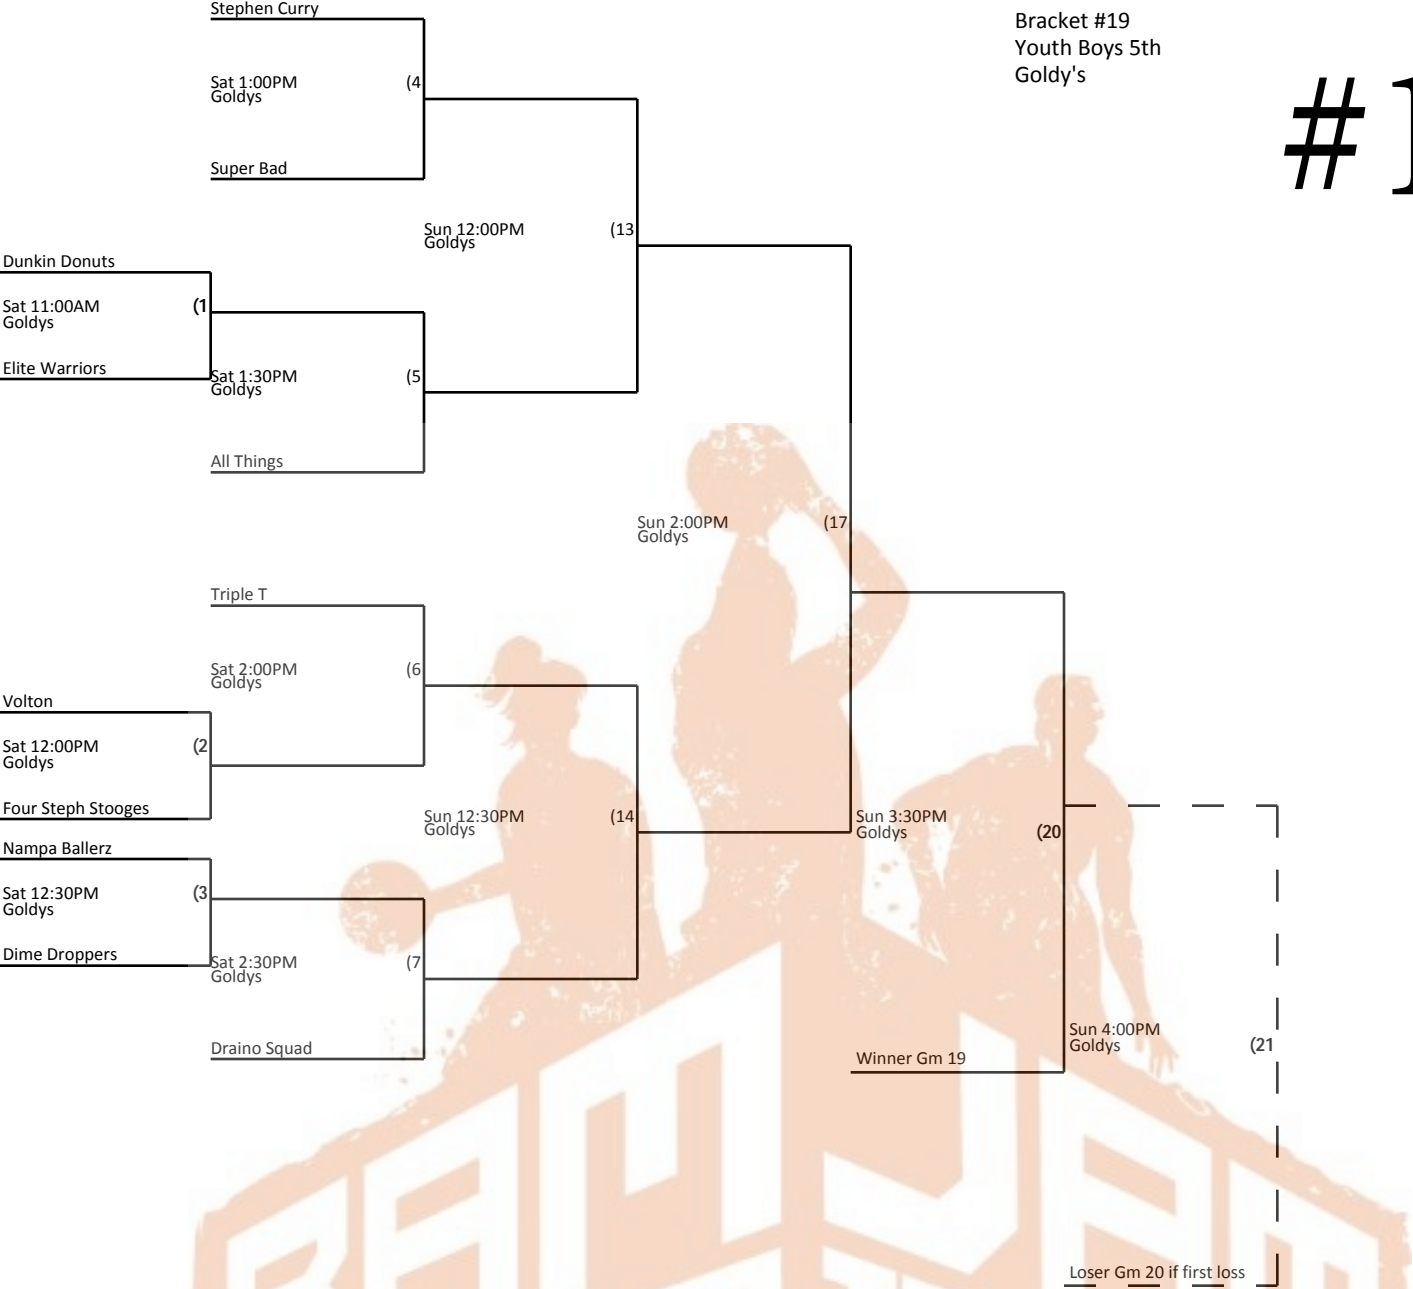 Stephen Curry
Bracket #19
Youth Boys 5th
Goldy's
#1
Sat 1:00PM
Goldys
(4
Super Bad
Sun 12:00PM
Goldys
(13
Dunkin Donuts
Sat 11:00AM
Goldys
(1
Elite Warriors
Sat 1:30PM
Goldys
(5
All Things
Sun 2:00PM
Goldys
(17
Triple T
Sat 2:00PM
Goldys
(6
Volton
Sat 12:00PM
Goldys
(2
Four Steph Stooges
Sun 12:30PM
Goldys
(14
Sun 3:30PM
Goldys
(20
Nampa Ballerz
Sat 12:30PM
Goldys
(3
Dime Droppers
Sat 2:30PM
Goldys
(7
Draino Squad
Winner Gm 19
Sun 4:00PM
Goldys
(21
Loser Gm 20 if first loss